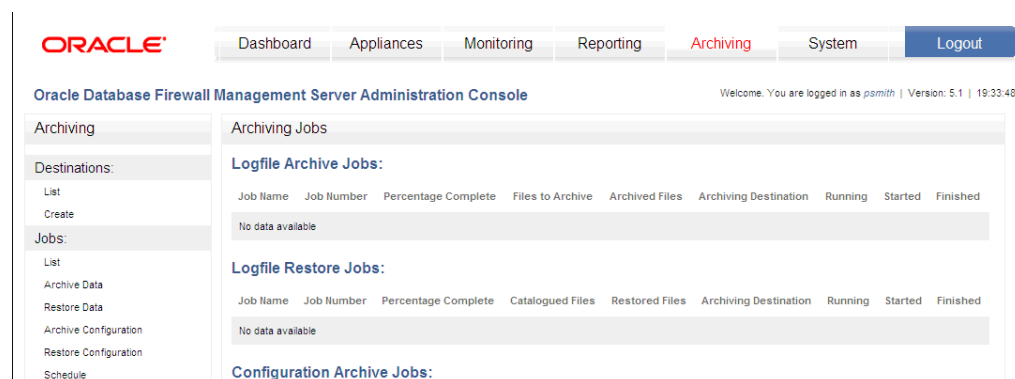 ORACLE
Dashboard Appliances Monitoring Reporting Archiving System Logout
Oracle Database Firewall Management Server Administration Console
Welcome. You are logged in as psmith | Version: 5.1 | 19:33:48
Archiving
Destinations:
List
Create
Jobs:
List
Archive Data
Restore Data
Archive Configuration
Restore Configuration
Schedule
Archiving Jobs
Logfile Archive Jobs:
Job Name Job Number Percentage Complete Files to Archive Archived Files Archiving Destination Running Started Finished
No data available
Logfile Restore Jobs:
Job Name Job Number Percentage Complete Catalogued Files Restored Files Archiving Destination Running Started Finished
No data available
Configuration Archive Jobs: